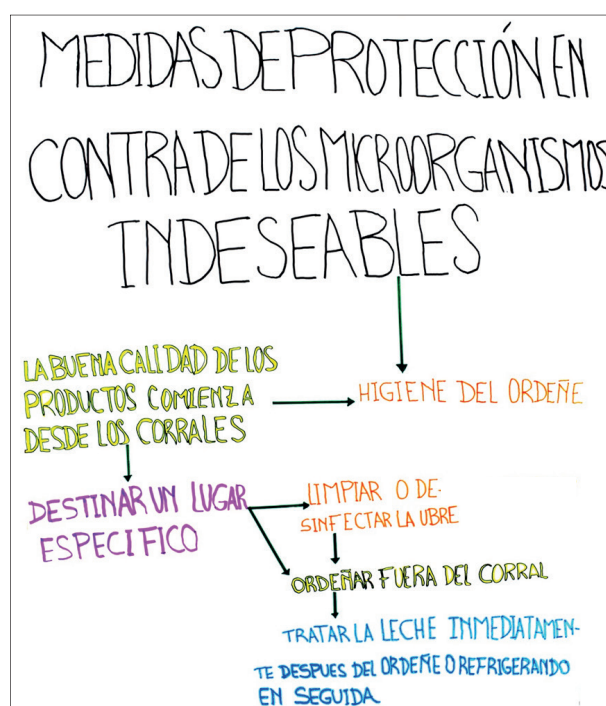 MEDIDAS DE PROTECCIÓN EN
CONTRA DE LOS MICROORGANISMOS
INDESEABLES
LA BUENA CALIDAD DE LOS
PRODUCTOS COMIENZA
DESDE LOS CORRALES
HIGIENE DEL ORDEÑE
DESTINAR UN LUGAR
ESPECIFICO
LIMPIAR O DE-
SINFECTAR LA UBRE
ORDEÑAR FUERA DEL CORRAL
TRATAR LA LECHE INMEDIATAMEN-
TE DESPUES DEL ORDEÑE O REFRIGERANDO
EN SEGUIDA